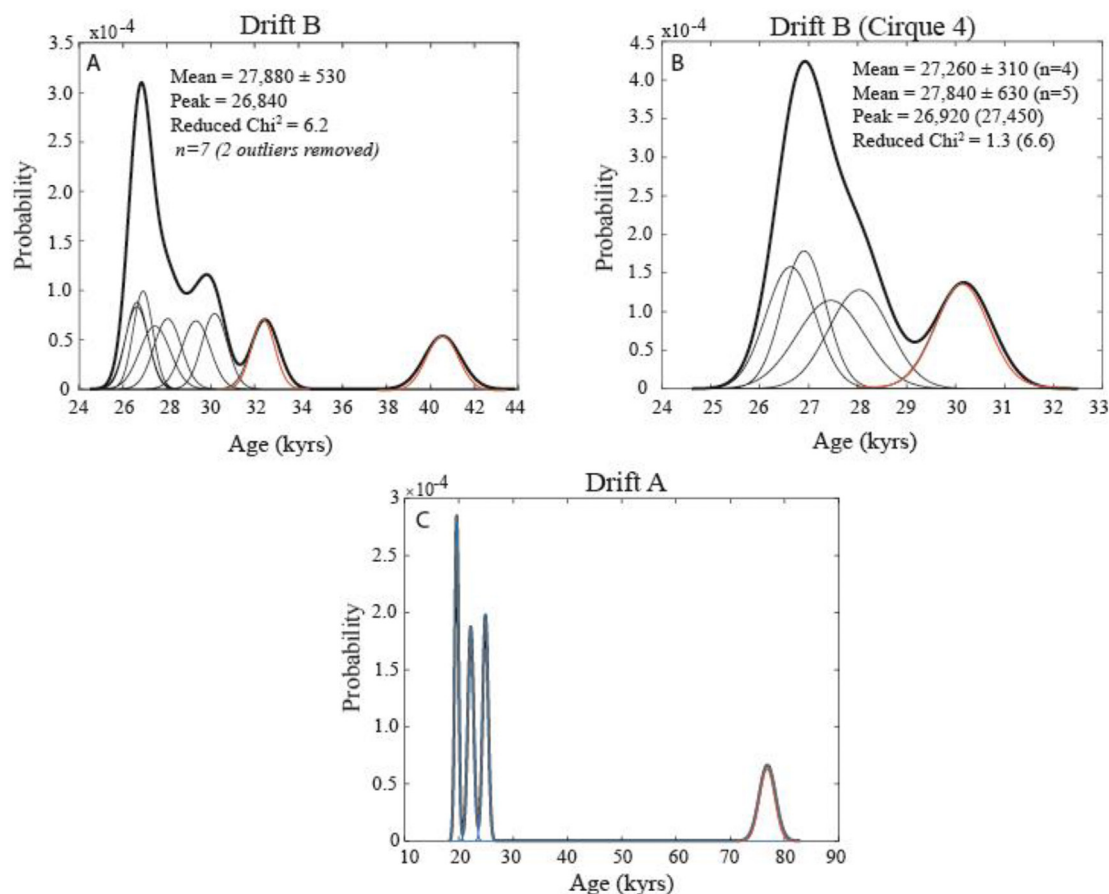 Drift B
x10-4
A
Mean = 27,880 ± 530
Peak = 26,840
Reduced Chi2 = 6.2
n=7 (2 outliers removed)
3.5
3.0
2.5
2.0
1.5
1.0
0.5
0
Probability
24 26 28 30 32 34 36 38 40 42 44
Age (kyrs)
Drift B (Cirque 4)
x10-4
B
Mean = 27,260 ± 310 (n=4)
Mean = 27,840 ± 630 (n=5)
Peak = 26,920 (27,450)
Reduced Chi2 = 1.3 (6.6)
4.5
4.0
3.5
3.0
2.5
2.0
1.5
1.0
0.5
0
Probability
24 25 26 27 28 29 30 31 32 33
Age (kyrs)
Drift A
×10-4
C
3
2.5
2.0
1.5
1.0
0.5
0
Probability
10 20 30 40 50 60 70 80 90
Age (kyrs)